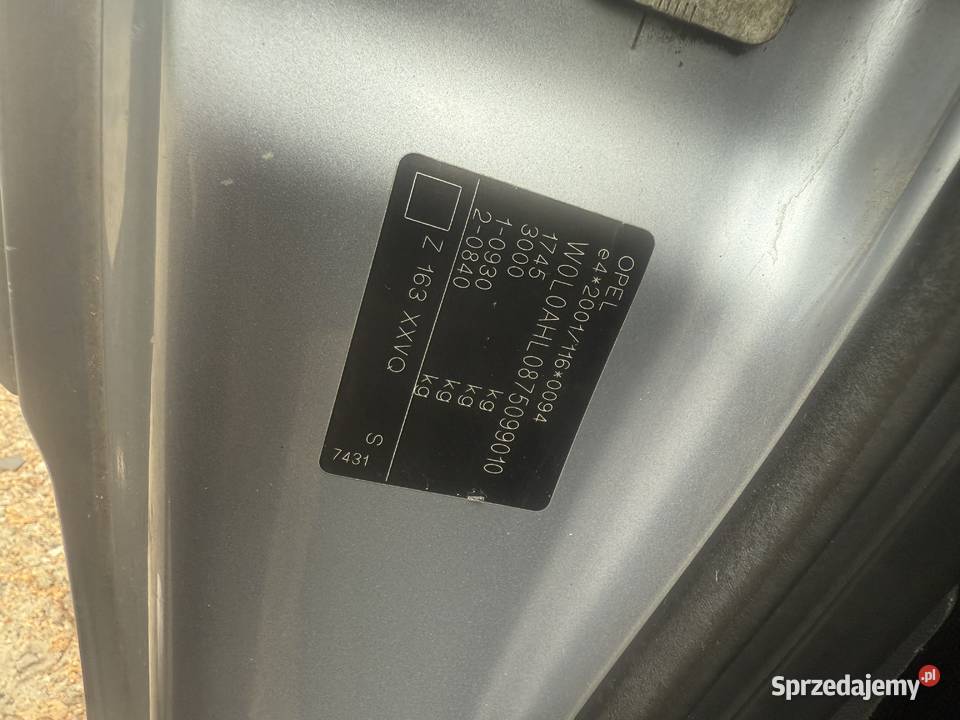 OPEL
e4*2001/116*0094
W0L0AHL0875099010
1745 kg
3000 kg
1-0930 kg
2-0840 kg
Z 163 XXVQ S
7431
Sprzedajemy.pl